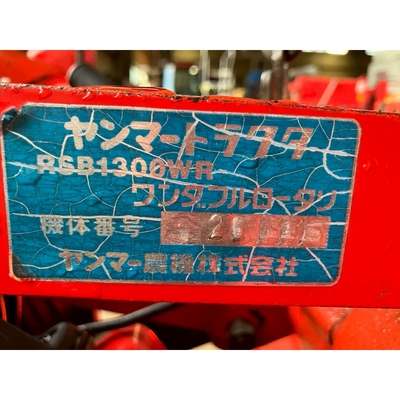 ヤンマートラクタ
RSB1306WR
ワンダフルロータリ
機体番号
ヤンマー農機株式会社